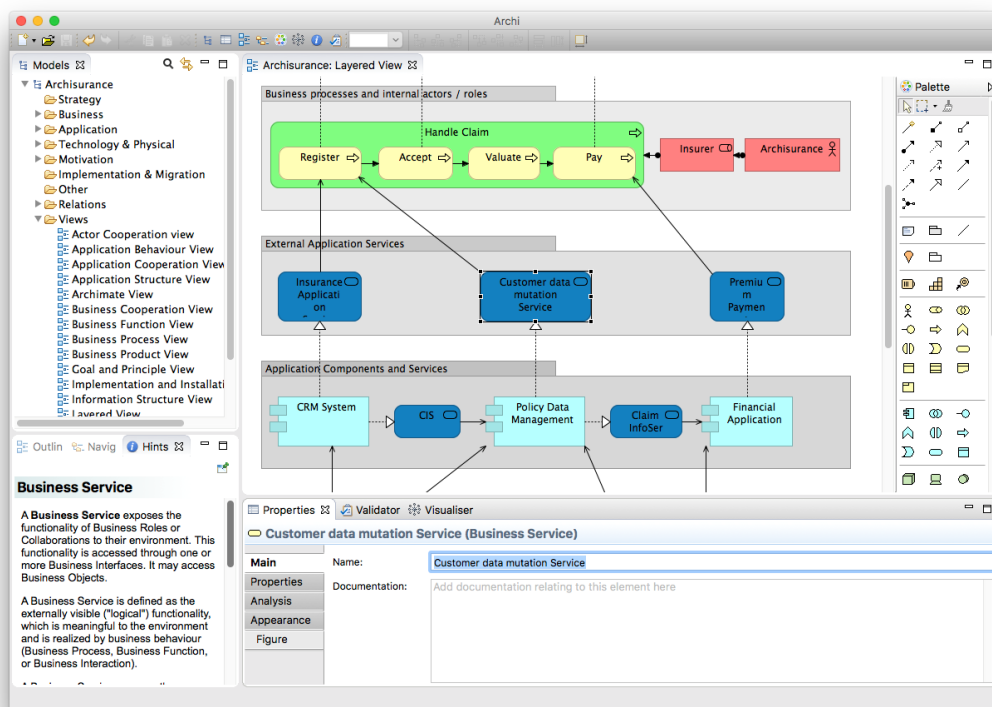 Archi
Models
Archisurance
Strategy
Business
Application
Technology & Physical
Motivation
Implementation & Migration
Other
Relations
Views
Actor Cooperation view
Application Behaviour View
Application Cooperation View
Application Structure View
Archimate View
Business Cooperation View
Business Function View
Business Process View
Business Product View
Goal and Principle View
Implementation and Installati
Information Structure View
Layered View
Archisurance: Layered View
Business processes and internal actors / roles
Handle Claim
Register
Accept
Valuate
Pay
Insurer
Archisurance
External Application Services
Insurance
Applicati
on
Customer data
mutation
Service
Premiu
m
Paymen
Application Components and Services
CRM System
CIS
Policy Data
Management
Claim
InfoSer
Financial
Application
Palette
Outlin
Navig
Hints
Business Service
A Business Service exposes the
functionality of Business Roles or
Collaborations to their environment. This
functionality is accessed through one or
more Business Interfaces. It may access
Business Objects.
A Business Service is defined as the
externally visible ("logical") functionality,
which is meaningful to the environment
and is realized by business behaviour
(Business Process, Business Function,
or Business Interaction).
Properties
Validator
Visualiser
Customer data mutation Service (Business Service)
Main
Properties
Analysis
Appearance
Figure
Name:
Customer data mutation Service
Documentation:
Add documentation relating to this element here